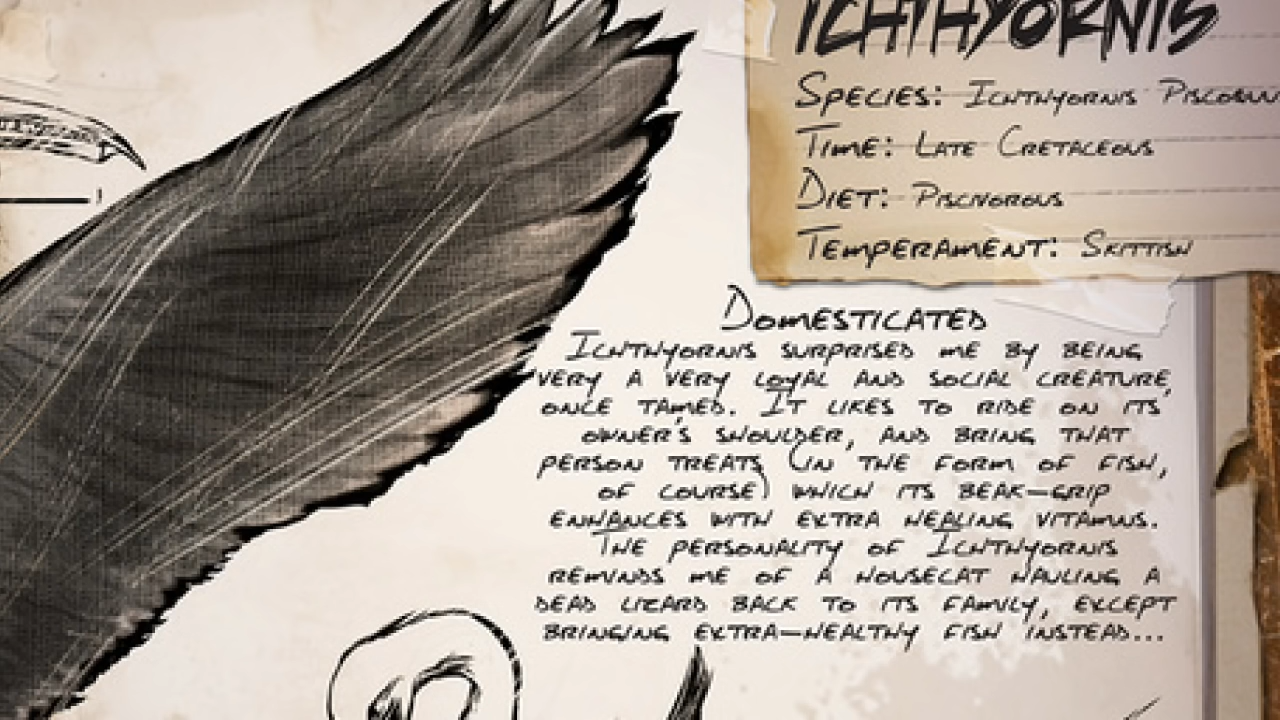 ICHTHYORNIS
SPECIES: ICHTHYORNIS
TIME: LATE CRETACEOUS
DIET: PISCIVOROUS
TEMPERAMENT: SKITTISH
DOMESTICATED
ICHTHYORNIS SURPRISED ME BY BEING
VERY A VERY LOYAL AND SOCIAL CREATURE
ONCE TAMED. IT LIKES TO RIDE ON ITS'
OWNER'S SHOULDER, AND BRING THAT
PERSON TREATS (IN THE FORM OF FISH,
OF COURSE) WHICH ITS BEAK-GRIP
ENHANCES WITH EXTRA HEALING VITAMINS.
THE PERSONALITY OF ICHTHYORNIS
REMINDS ME OF A HOUSECAT HAULING A
DEAD LIZARD BACK TO ITS FAMILY, EXCEPT
BRINGING EXTRA-HEALTHY FISH INSTEAD...